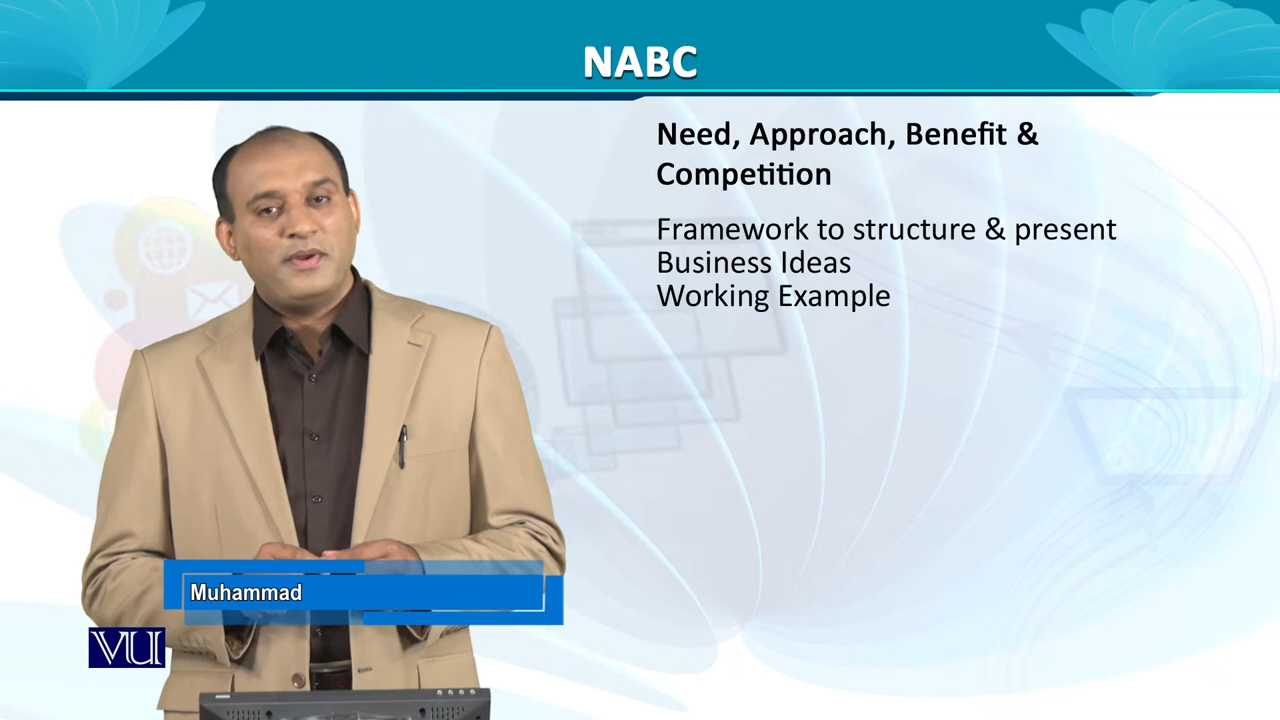 NABC
Need, Approach, Benefit &
Competition
Framework to structure & present
Business Ideas
Working Example
Muhammad
VU